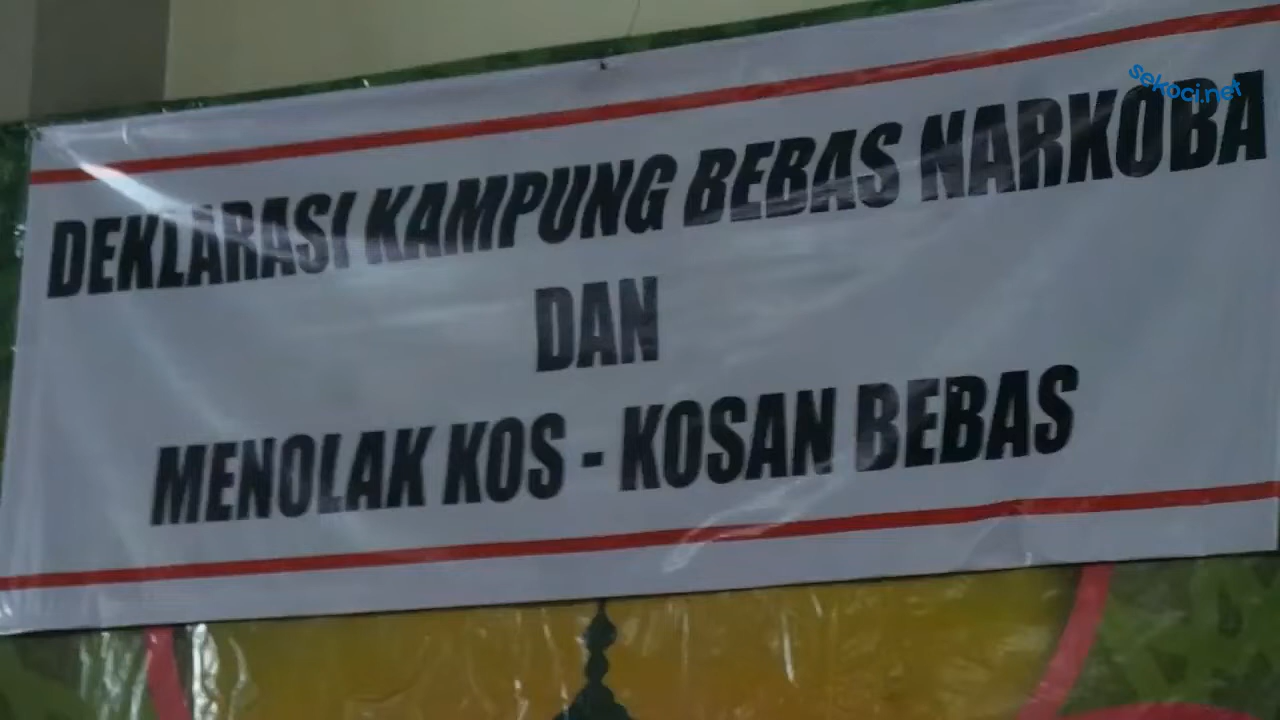 sekoci.net
DEKLARASI KAMPUNG BEBAS NARKOBA
DAN
MENOLAK KOS - KOSAN BEBAS